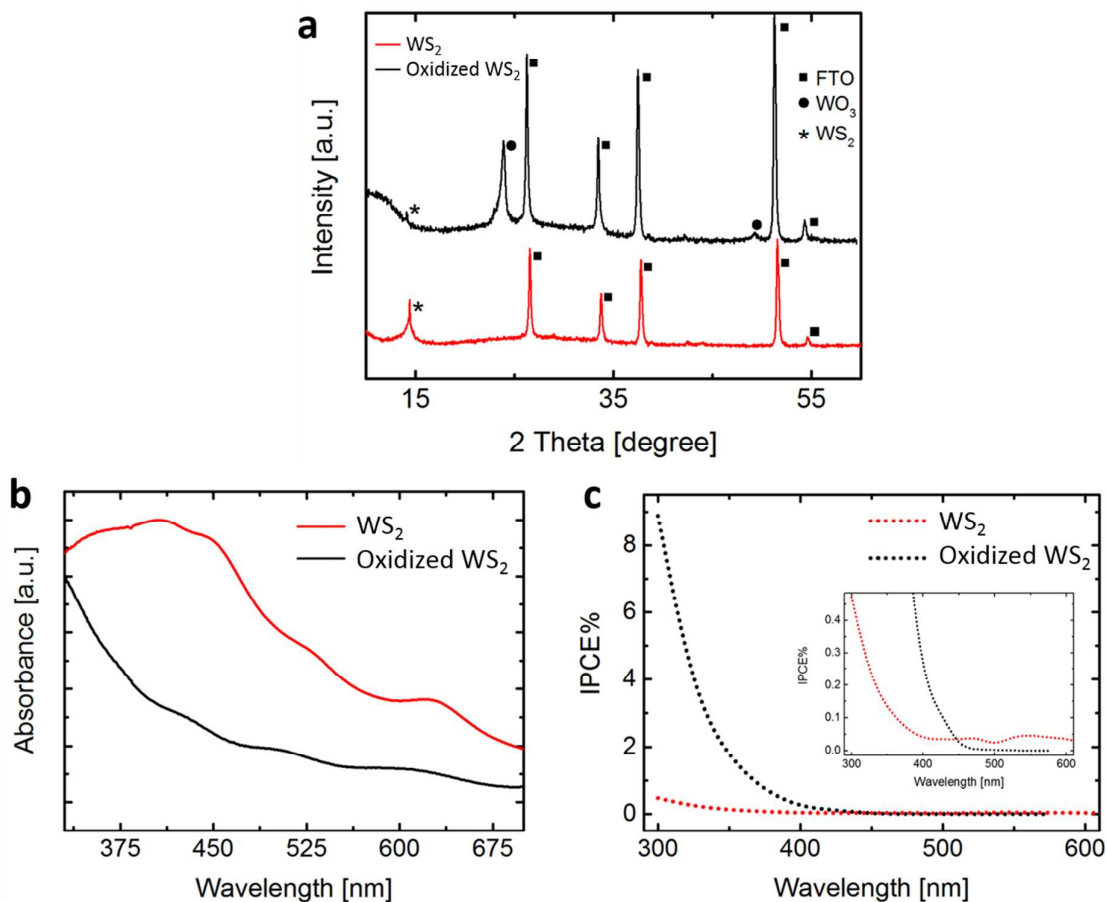 a
WS₂
Oxidized WS₂
■ FTO
● WO₃
* WS₂
Intensity [a.u.]
* ● ■ ■ ■ ● ■ ■
* ■ ■ ■ ■ ■
15 35 55
2 Theta [degree]
b
WS₂
Oxidized WS₂
Absorbance [a.u.]
375 450 525 600 675
Wavelength [nm]
c
WS₂
Oxidized WS₂
IPCE%
8
6
4
2
0
300 400 500 600
Wavelength [nm]
IPCE%
0.4
0.3
0.2
0.1
0.0
300 400 500 600
Wavelength [nm]